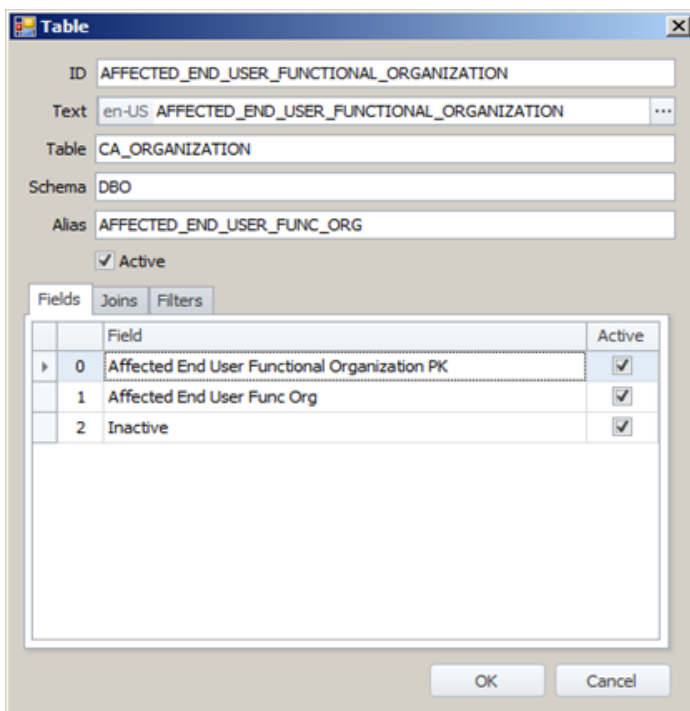 Table
ID AFFECTED_END_USER_FUNCTIONAL_ORGANIZATION
Text en-US AFFECTED_END_USER_FUNCTIONAL_ORGANIZATION ...
Table CA_ORGANIZATION
Schema DBO
Alias AFFECTED_END_USER_FUNC_ORG
Active
Fields Joins Filters
Field Active
0 Affected End User Functional Organization PK
1 Affected End User Func Org
2 Inactive
OK Cancel